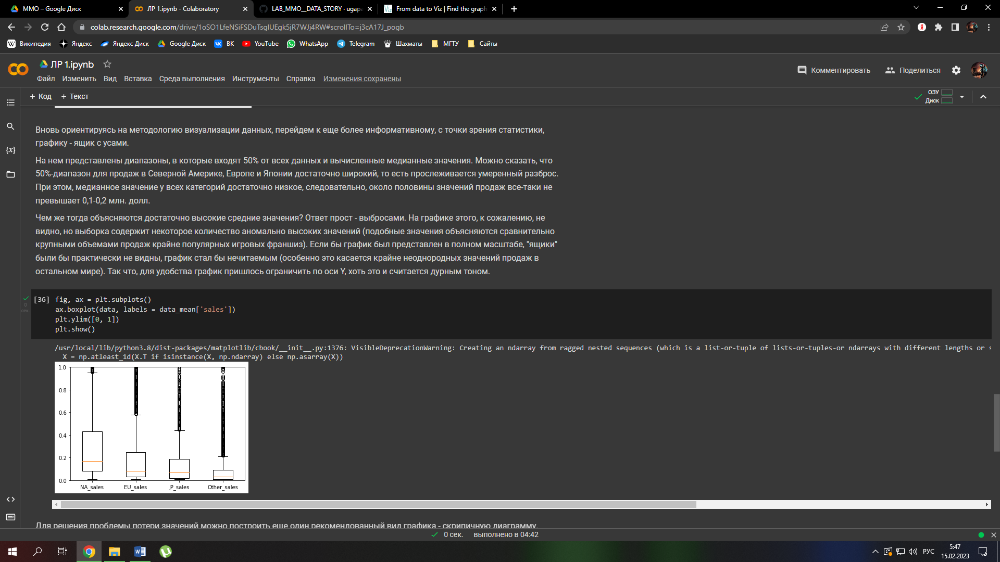 ММО – Google Диск
ЛР 1.ipynb - Colaboratory
LAB_MMO__DATA_STORY · ugapa
From data to Viz | Find the graph
colab.research.google.com/drive/1oSO1LfeNSiFSDuTsglUEgk5jR7WJj4RW#scrollTo=j3cA17J_pogb
Википедия
Яндекс
Яндекс Диск
Google Диск
ВК
YouTube
WhatsApp
Telegram
Шахматы
МГТУ
Сайты
ЛР 1.ipynb
Комментировать
Поделиться
Файл Изменить Вид Вставка Среда выполнения Инструменты Справка Изменения сохранены
+ Код + Текст
ОЗУ
Диск
Вновь ориентируясь на методологию визуализации данных, перейдем к еще более информативному, с точки зрения статистики,
графику - ящик с усами.
На нем представлены диапазоны, в которые входят 50% от всех данных и вычисленные медианные значения. Можно сказать, что
50%-диапазон для продаж в Северной Америке, Европе и Японии достаточно широкий, то есть прослеживается умеренный разброс.
При этом, медианное значение у всех категорий достаточно низкое, следовательно, около половины значений продаж все-таки не
превышает 0,1-0,2 млн. долл.
Чем же тогда объясняются достаточно высокие средние значения? Ответ прост - выбросами. На графике этого, к сожалению, не
видно, но выборка содержит некоторое количество аномально высоких значений (подобные значения объясняются сравнительно
крупными объемами продаж крайне популярных игровых франшиз). Если бы график был представлен в полном масштабе, "ящики"
были бы практически не видны, график стал бы нечитаемым (особенно это касается крайне неоднородных значений продаж в
остальном мире). Так что, для удобства график пришлось ограничить по оси Y, хоть это и считается дурным тоном.
0
сек.
[36] fig, ax = plt.subplots()
ax.boxplot(data, labels = data_mean['sales'])
plt.ylim([0, 1])
plt.show()
/usr/local/lib/python3.8/dist-packages/matplotlib/cbook/__init__.py:1376: VisibleDeprecationWarning: Creating an ndarray from ragged nested sequences (which is a list-or-tuple of lists-or-tuples-or ndarrays with different lengths or s
X = np.atleast_1d(X.T if isinstance(X, np.ndarray) else np.asarray(X))
1.0
0.8
0.6
0.4
0.2
0.0
NA_sales EU_sales JP_sales Other_sales
Для решения проблемы потери значений можно построить еще один рекомендованный вид графика - скрипичную диаграмму.
0 сек. выполнено в 04:42
РУС
5:47
15.02.2023